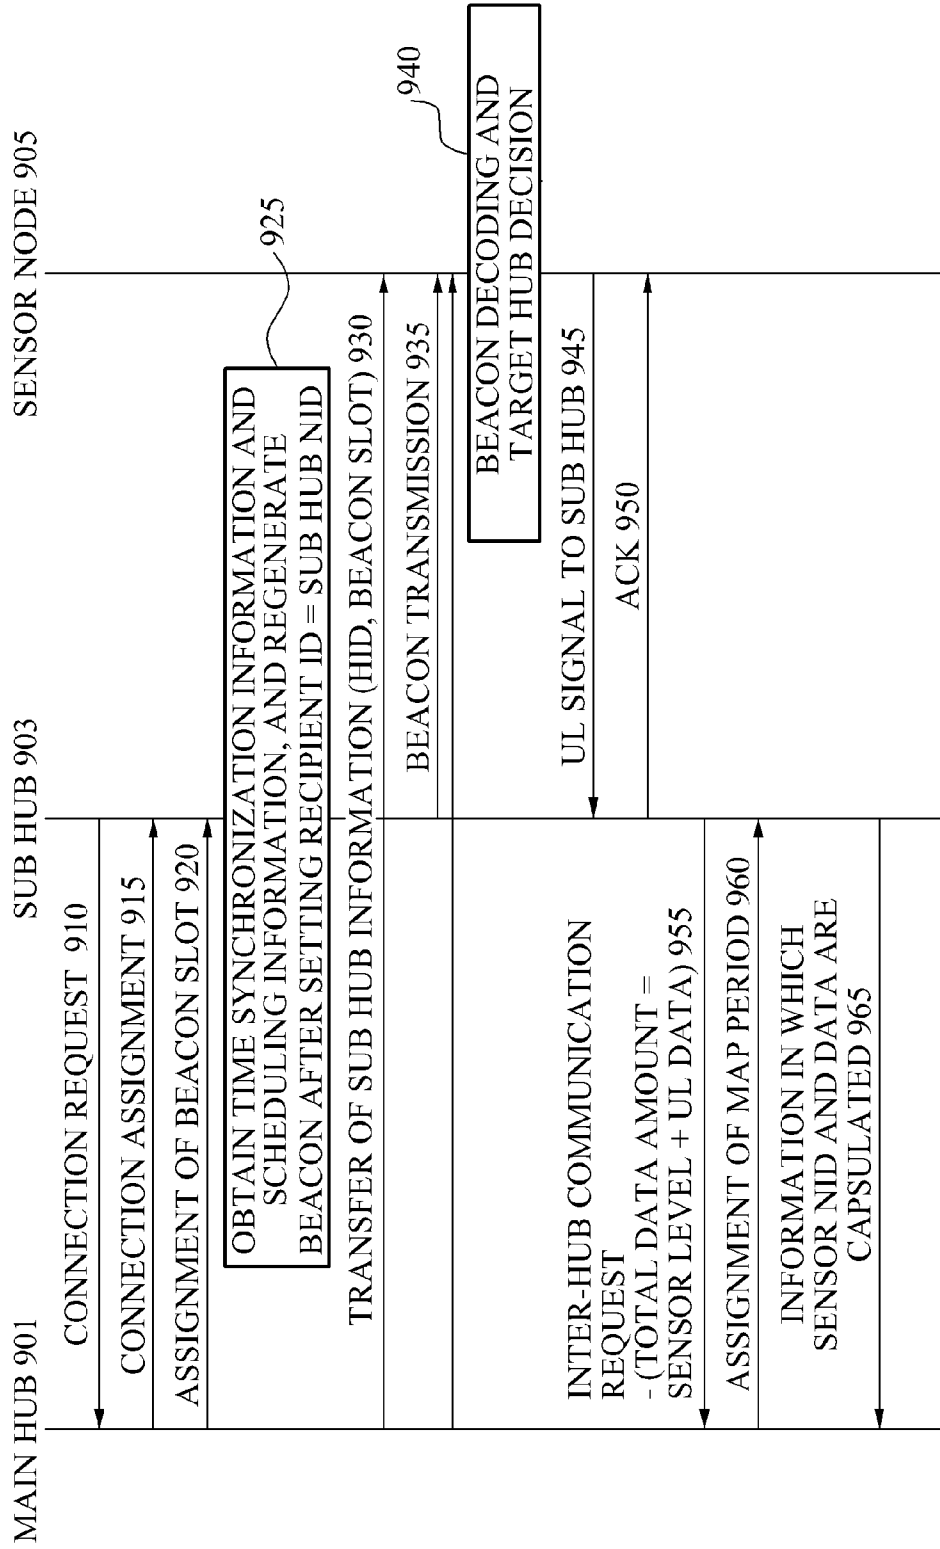 MAIN HUB 901
SUB HUB 903
SENSOR NODE 905
CONNECTION REQUEST 910
CONNECTION ASSIGNMENT 915
ASSIGNMENT OF BEACON SLOT 920
OBTAIN TIME SYNCHRONIZATION INFORMATION AND
SCHEDULING INFORMATION, AND REGENERATE
BEACON AFTER SETTING RECIPIENT ID = SUB HUB NID
925
TRANSFER OF SUB HUB INFORMATION (HID, BEACON SLOT) 930
BEACON TRANSMISSION 935
940
BEACON DECODING AND
TARGET HUB DECISION
UL SIGNAL TO SUB HUB 945
ACK 950
INTER-HUB COMMUNICATION
REQUEST
- (TOTAL DATA AMOUNT =
SENSOR LEVEL + UL DATA) 955
ASSIGNMENT OF MAP PERIOD 960
INFORMATION IN WHICH
SENSOR NID AND DATA ARE
CAPSULATED 965